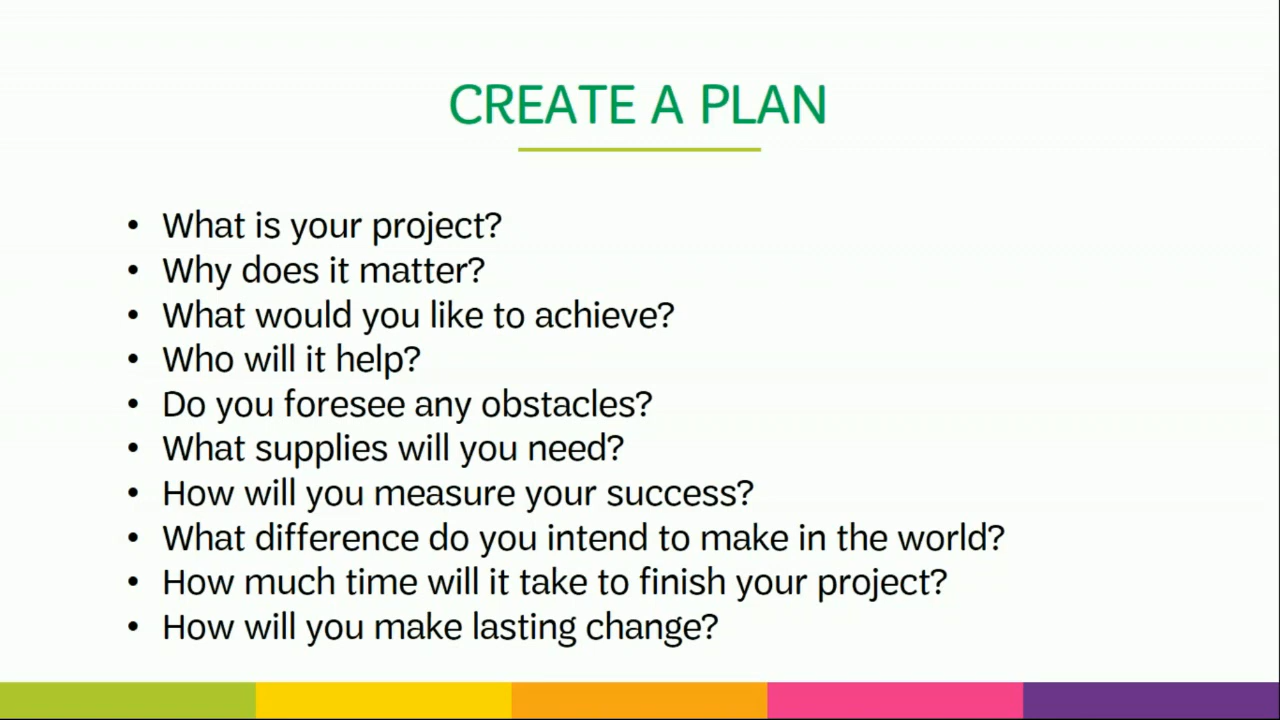 CREATE A PLAN
• What is your project?
• Why does it matter?
• What would you like to achieve?
• Who will it help?
• Do you foresee any obstacles?
• What supplies will you need?
• How will you measure your success?
• What difference do you intend to make in the world?
• How much time will it take to finish your project?
• How will you make lasting change?